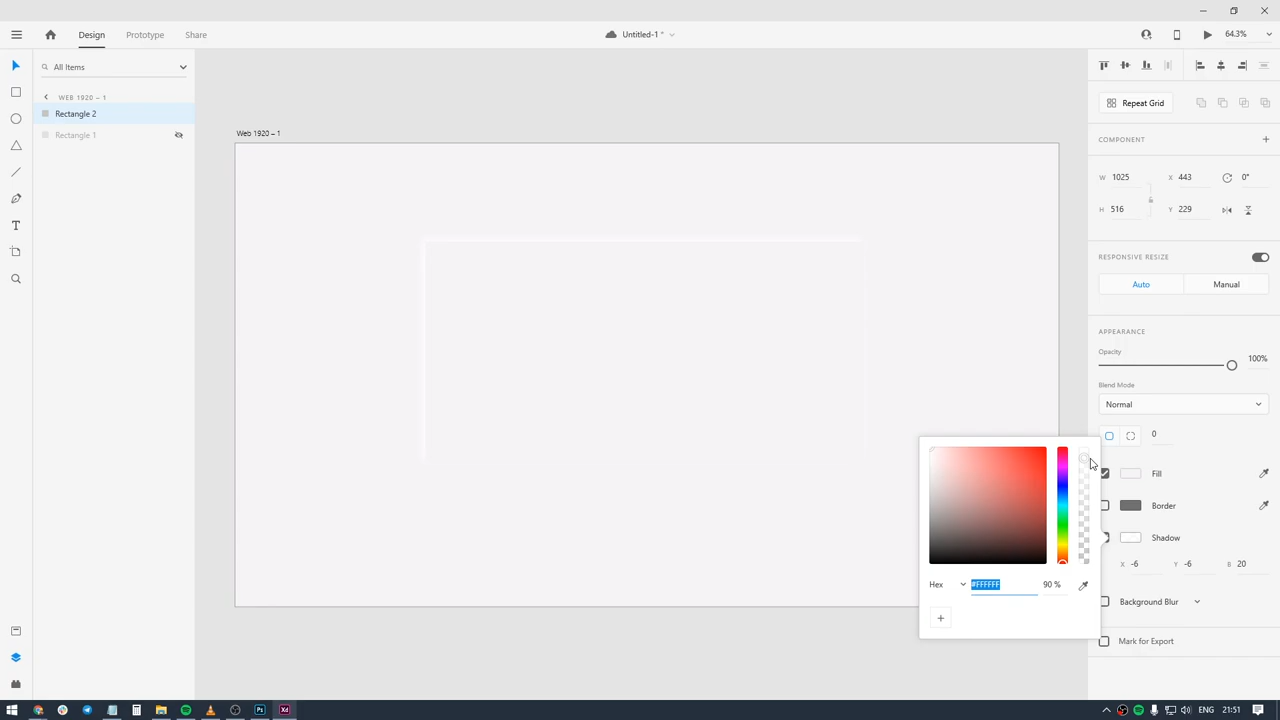 Design
Prototype
Share
Untitled-1 *
64.3%
All Items
WEB 1920 – 1
Rectangle 2
Rectangle 1
Web 1920 – 1
Repeat Grid
COMPONENT
W 1025
X 443
0°
H 516
Y 229
RESPONSIVE RESIZE
Auto
Manual
APPEARANCE
Opacity
100%
Blend Mode
Normal
0
Fill
Border
Shadow
X -6
Y -6
B 20
Hex
#FFFFFF
90 %
+
Background Blur
Mark for Export
Ps
Xd
ENG
21:51